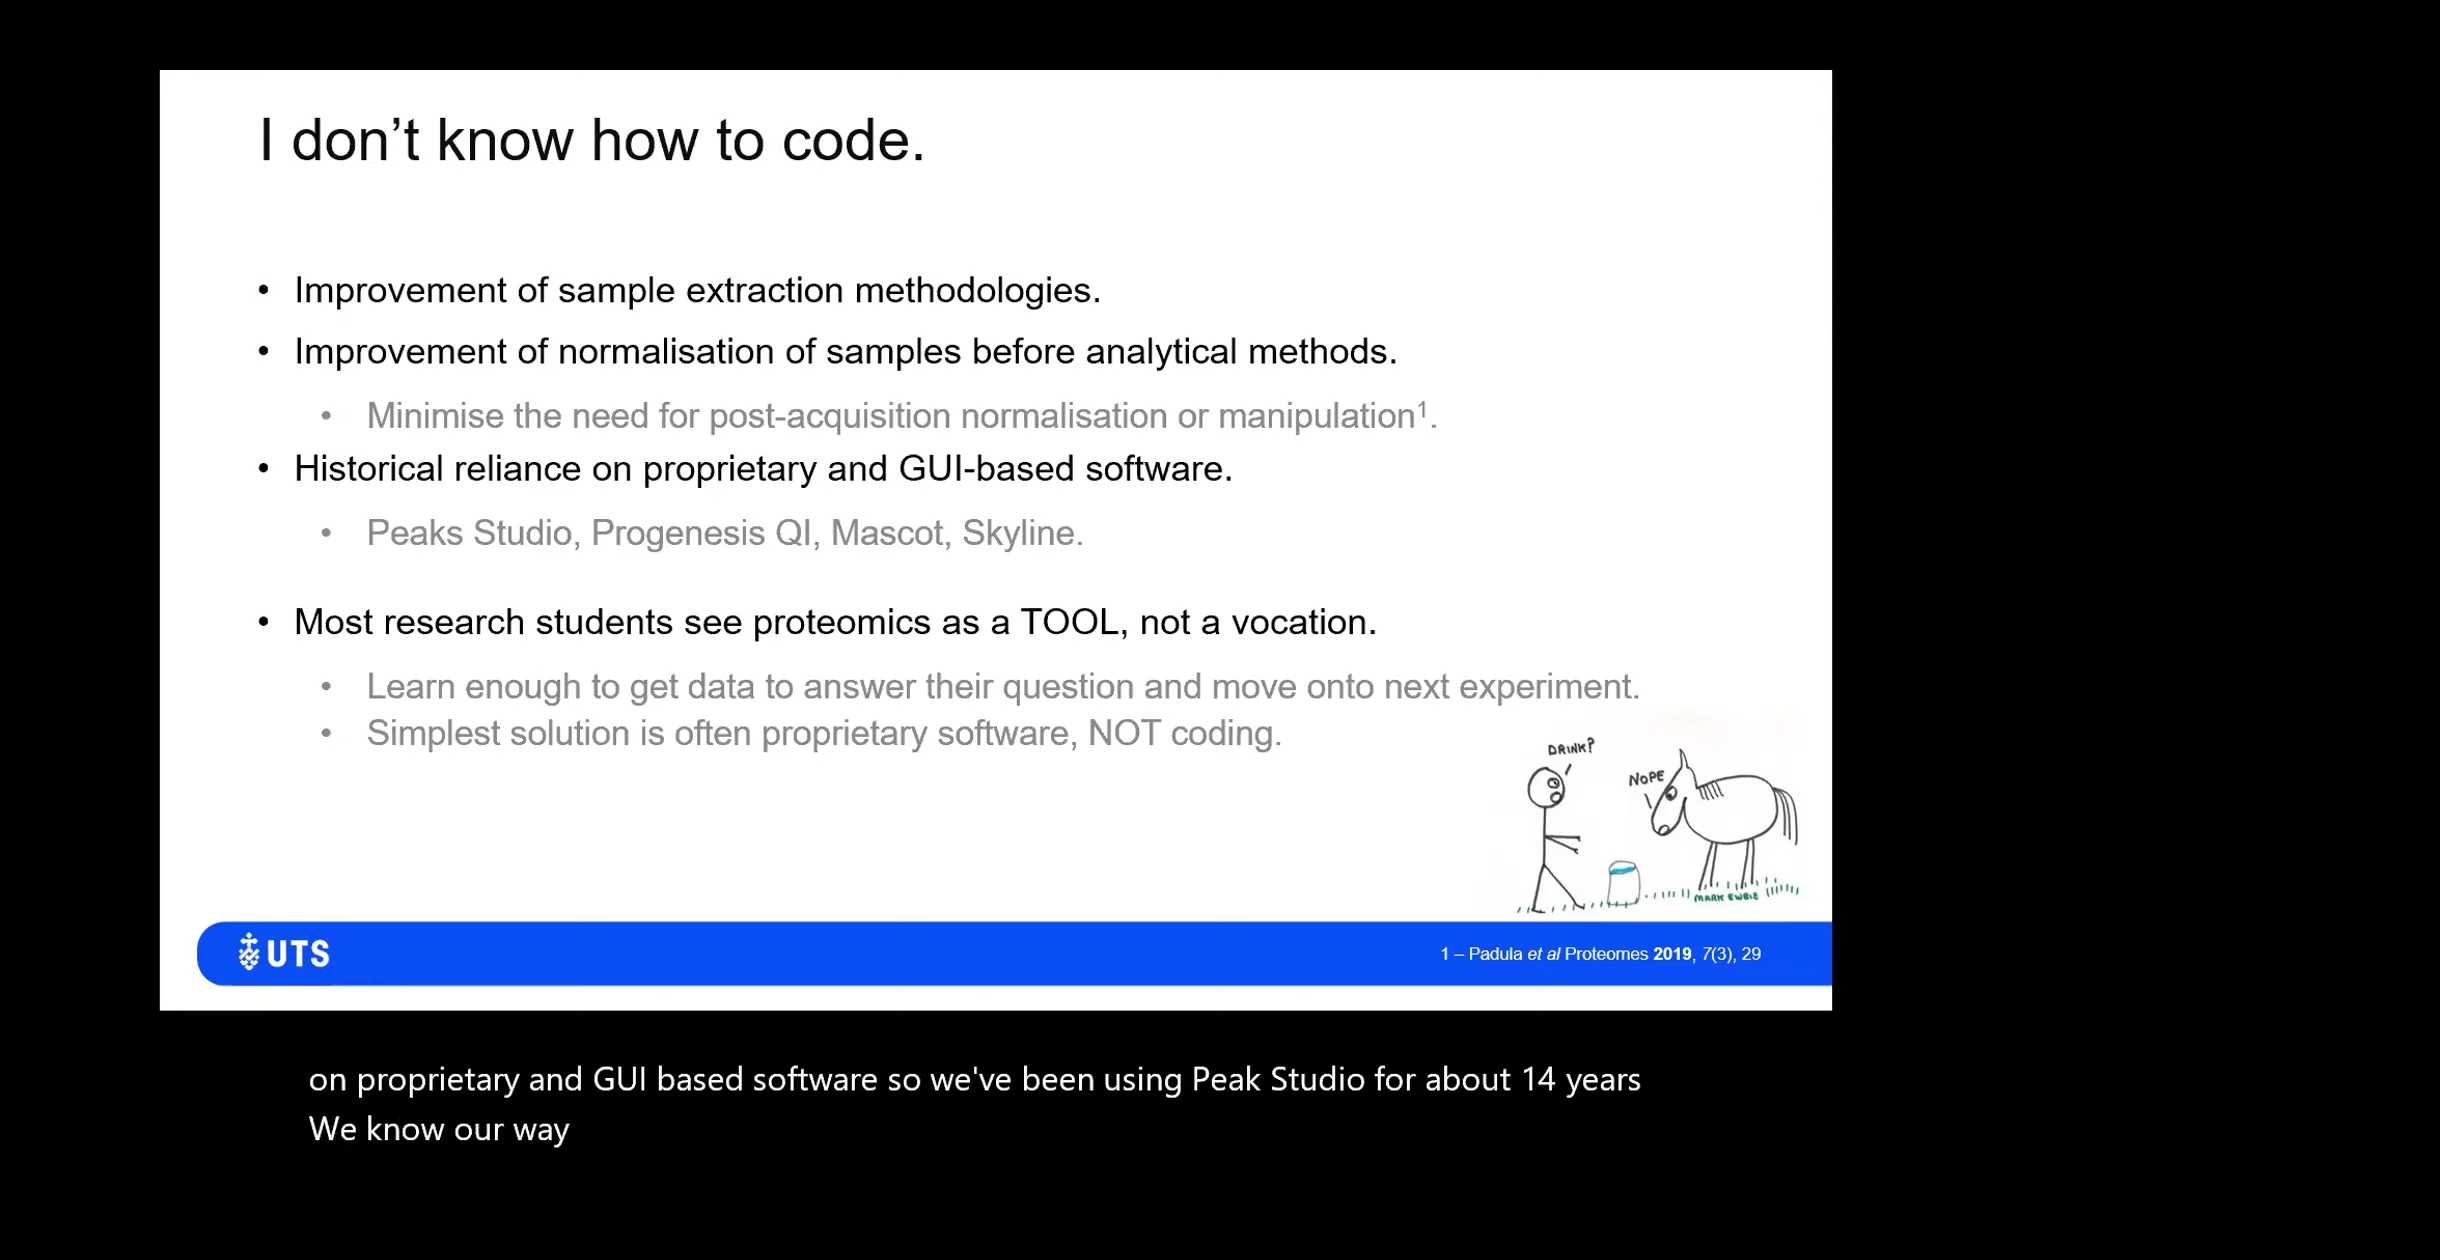 I don’t know how to code.
• Improvement of sample extraction methodologies.
• Improvement of normalisation of samples before analytical methods.
• Minimise the need for post-acquisition normalisation or manipulation¹.
• Historical reliance on proprietary and GUI-based software.
• Peaks Studio, Progenesis QI, Mascot, Skyline.
• Most research students see proteomics as a TOOL, not a vocation.
• Learn enough to get data to answer their question and move onto next experiment.
• Simplest solution is often proprietary software, NOT coding.
DRINK?
NOPE
MARK EWBIE
UTS
1 – Padula et al Proteomes 2019, 7(3), 29
on proprietary and GUI based software so we've been using Peak Studio for about 14 years
We know our way